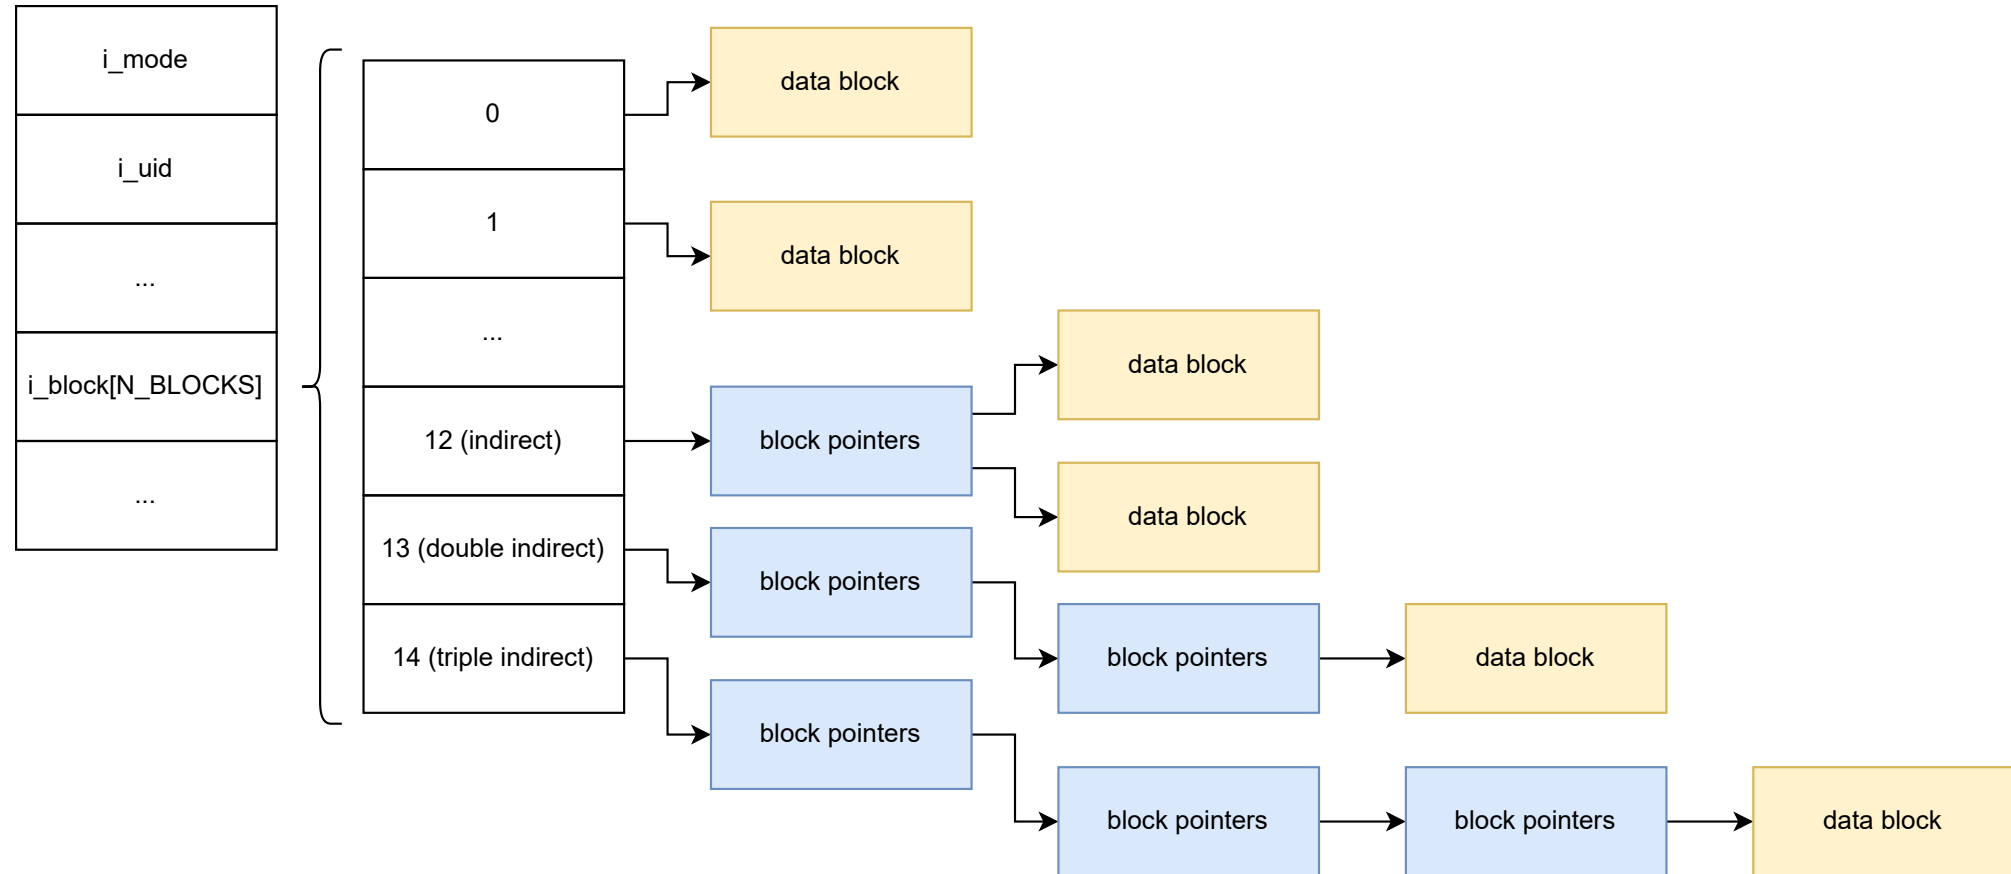 i_mode
i_uid
...
i_block[N_BLOCKS]
...
0
1
...
12 (indirect)
13 (double indirect)
14 (triple indirect)
data block
data block
block pointers
data block
data block
block pointers
block pointers
data block
block pointers
block pointers
block pointers
data block